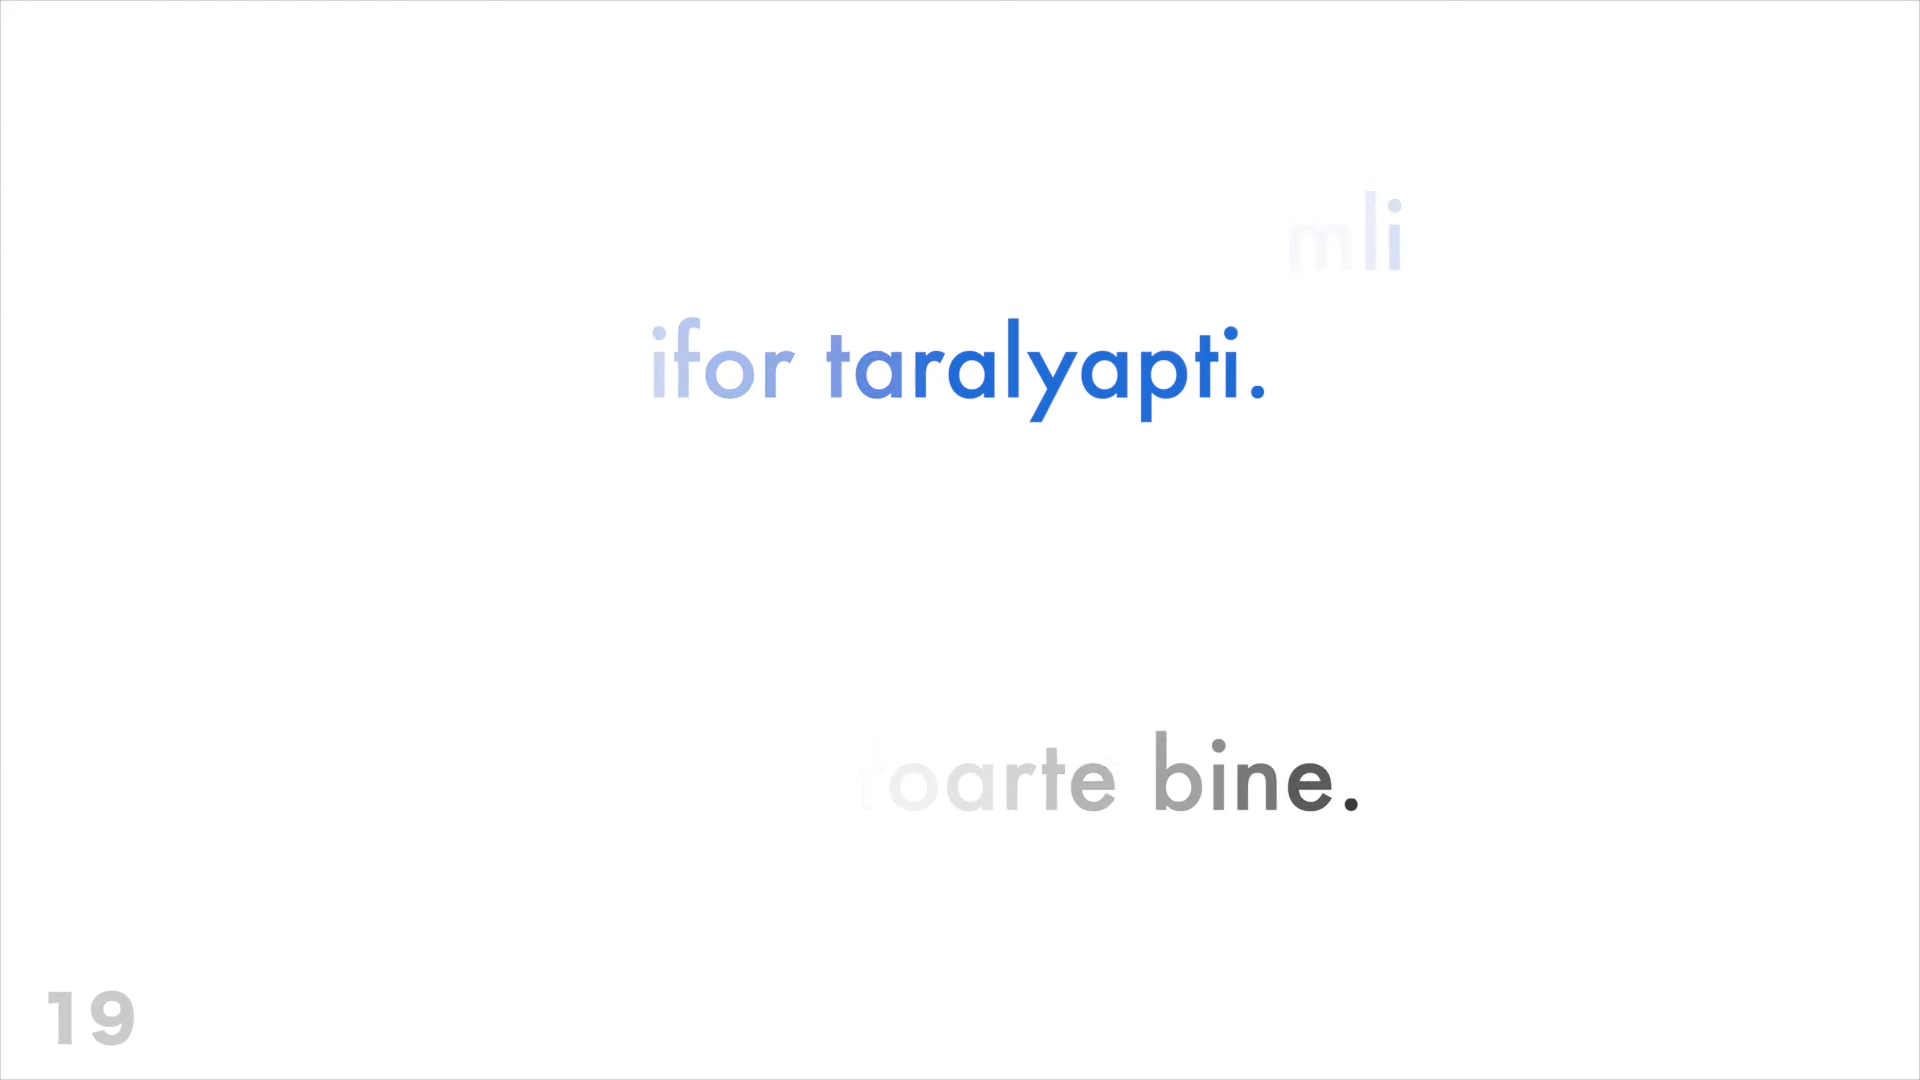 mli
ifor taralyapti.
foarte bine.
19